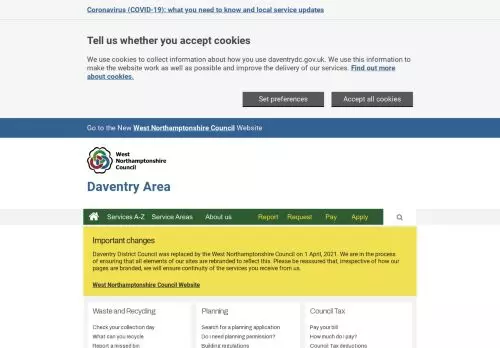 Coronavirus (COVID-19): what you need to know and local service updates
Tell us whether you accept cookies
We use cookies to collect information about how you use daventrydc.gov.uk. We use this information to
make the website work as well as possible and improve the delivery of our services. Find out more
about cookies.
Set preferences Accept all cookies
Go to the New West Northamptonshire Council Website
West
Northamptonshire
Council
Daventry Area
Services A-Z Service Areas About us Report Request Pay Apply
Important changes
Daventry District Council was replaced by the West Northamptonshire Council on 1 April, 2021. We are in the process
of ensuring that all elements of our sites are rebranded to reflect this. Please be reassured that, irrespective of how our
pages are branded, we will ensure continuity of the services you receive from us.
West Northamptonshire Council Website
Waste and Recycling Planning Council Tax
Check your collection day Search for a planning application Pay your bill
What can you recycle Do I need planning permission? How much do I pay?
Report a missed bin Building regulations Council Tax deductions